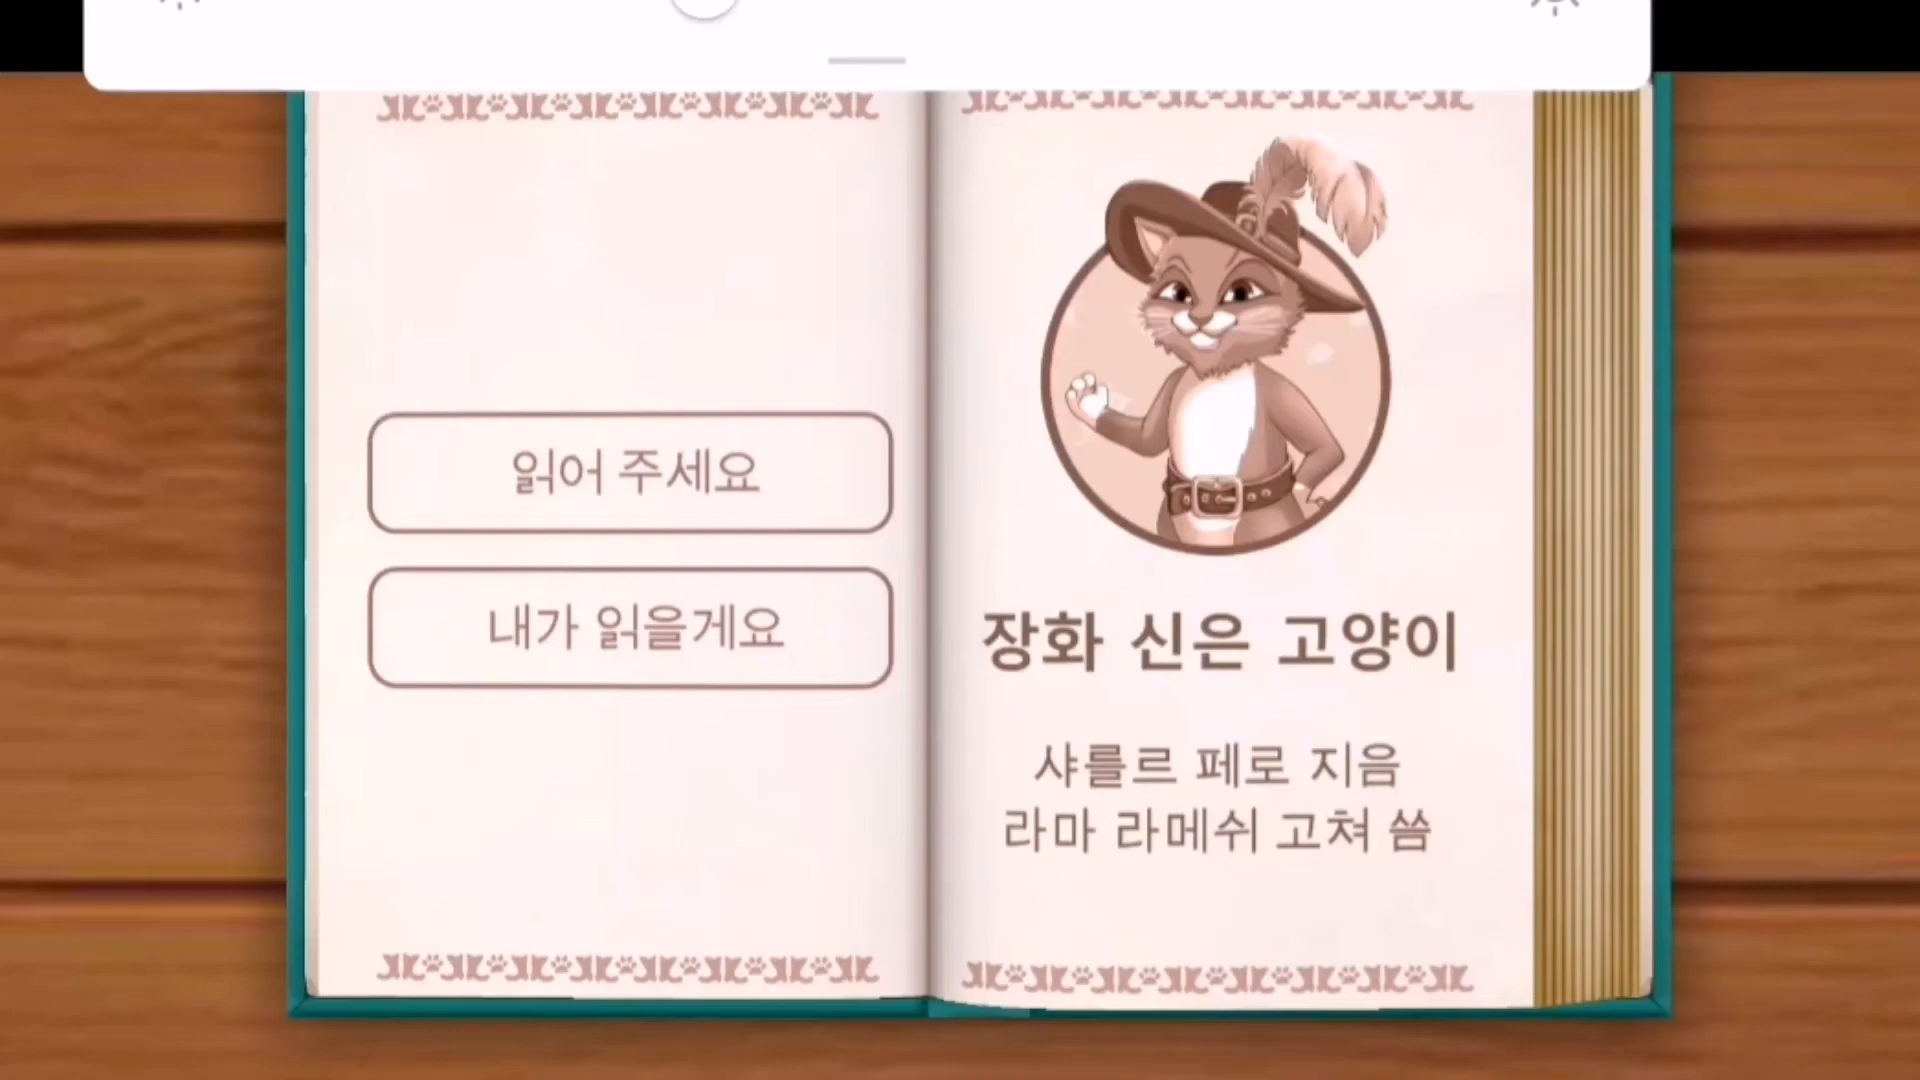 읽어 주세요
내가 읽을게요
장화 신은 고양이
샤를르 페로 지음
라마 라메쉬 고쳐 씀